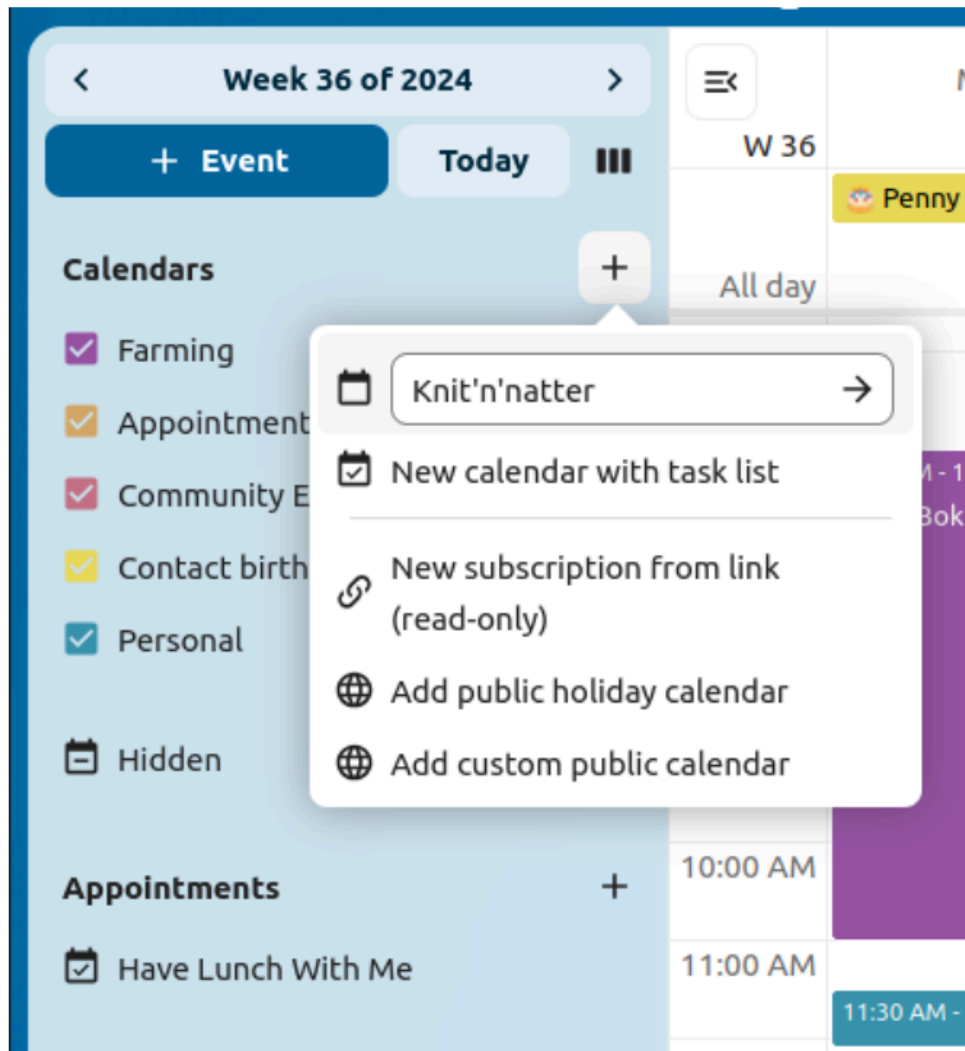 Week 36 of 2024
+ Event
Today
W 36
Penny
Calendars
All day
Farming
Appointment
Community E
Contact birth
Personal
Hidden
Knit'n'natter
New calendar with task list
New subscription from link
(read-only)
Add public holiday calendar
Add custom public calendar
Bok
10:00 AM
Appointments
Have Lunch With Me
11:00 AM
11:30 AM -